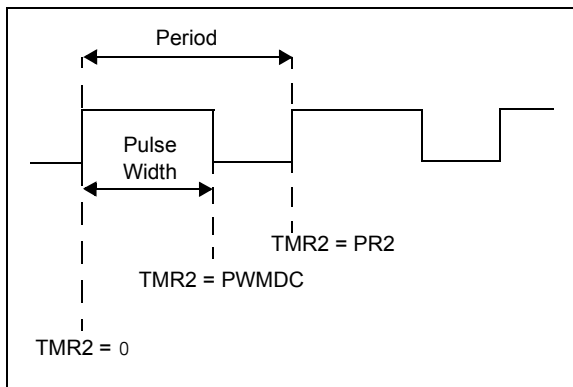 Period
Pulse
Width
TMR2 = PR2
TMR2 = PWMDC
TMR2 = 0